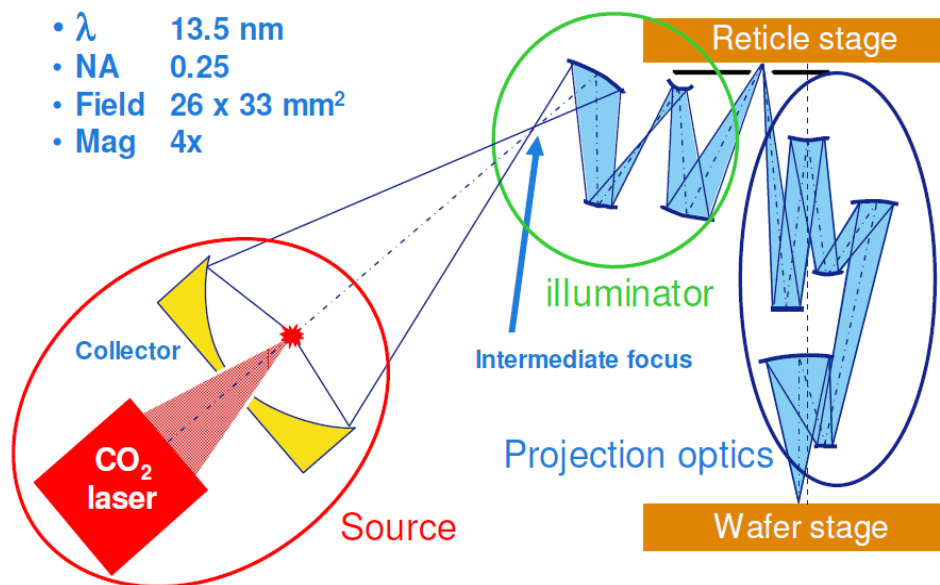 • λ 13.5 nm
• NA 0.25
• Field 26 x 33 mm²
• Mag 4x
Reticle stage
illuminator
Collector
Intermediate focus
Projection optics
CO₂
laser
Source
Wafer stage